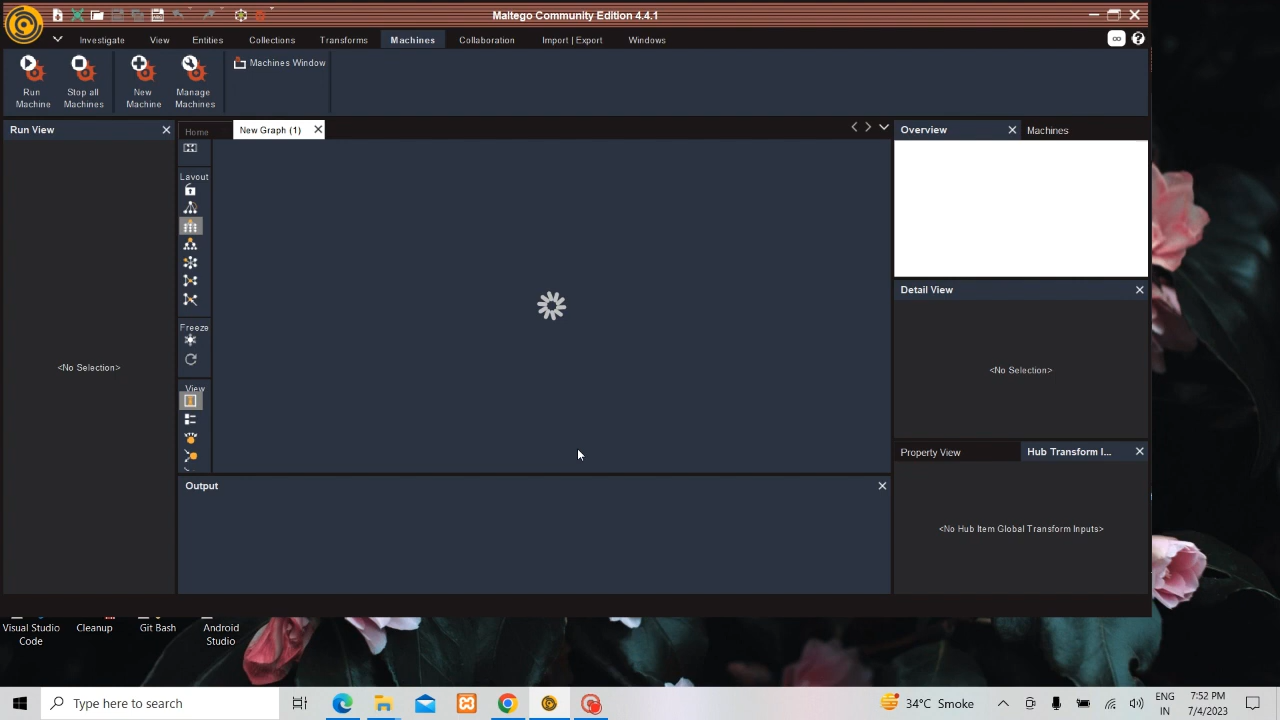 Maltego Community Edition 4.4.1
Investigate View Entities Collections Transforms Machines Collaboration Import | Export Windows
Run Machine
Stop all Machines
New Machine
Manage Machines
Machines Window
Run View
<No Selection>
Home
New Graph (1)
Layout
Freeze
View
Output
Overview
Machines
Detail View
<No Selection>
Property View
Hub Transform I...
<No Hub Item Global Transform Inputs>
Visual Studio Code
Cleanup
Git Bash
Android Studio
Type here to search
34°C Smoke
ENG
IN
7:52 PM
7/4/2023